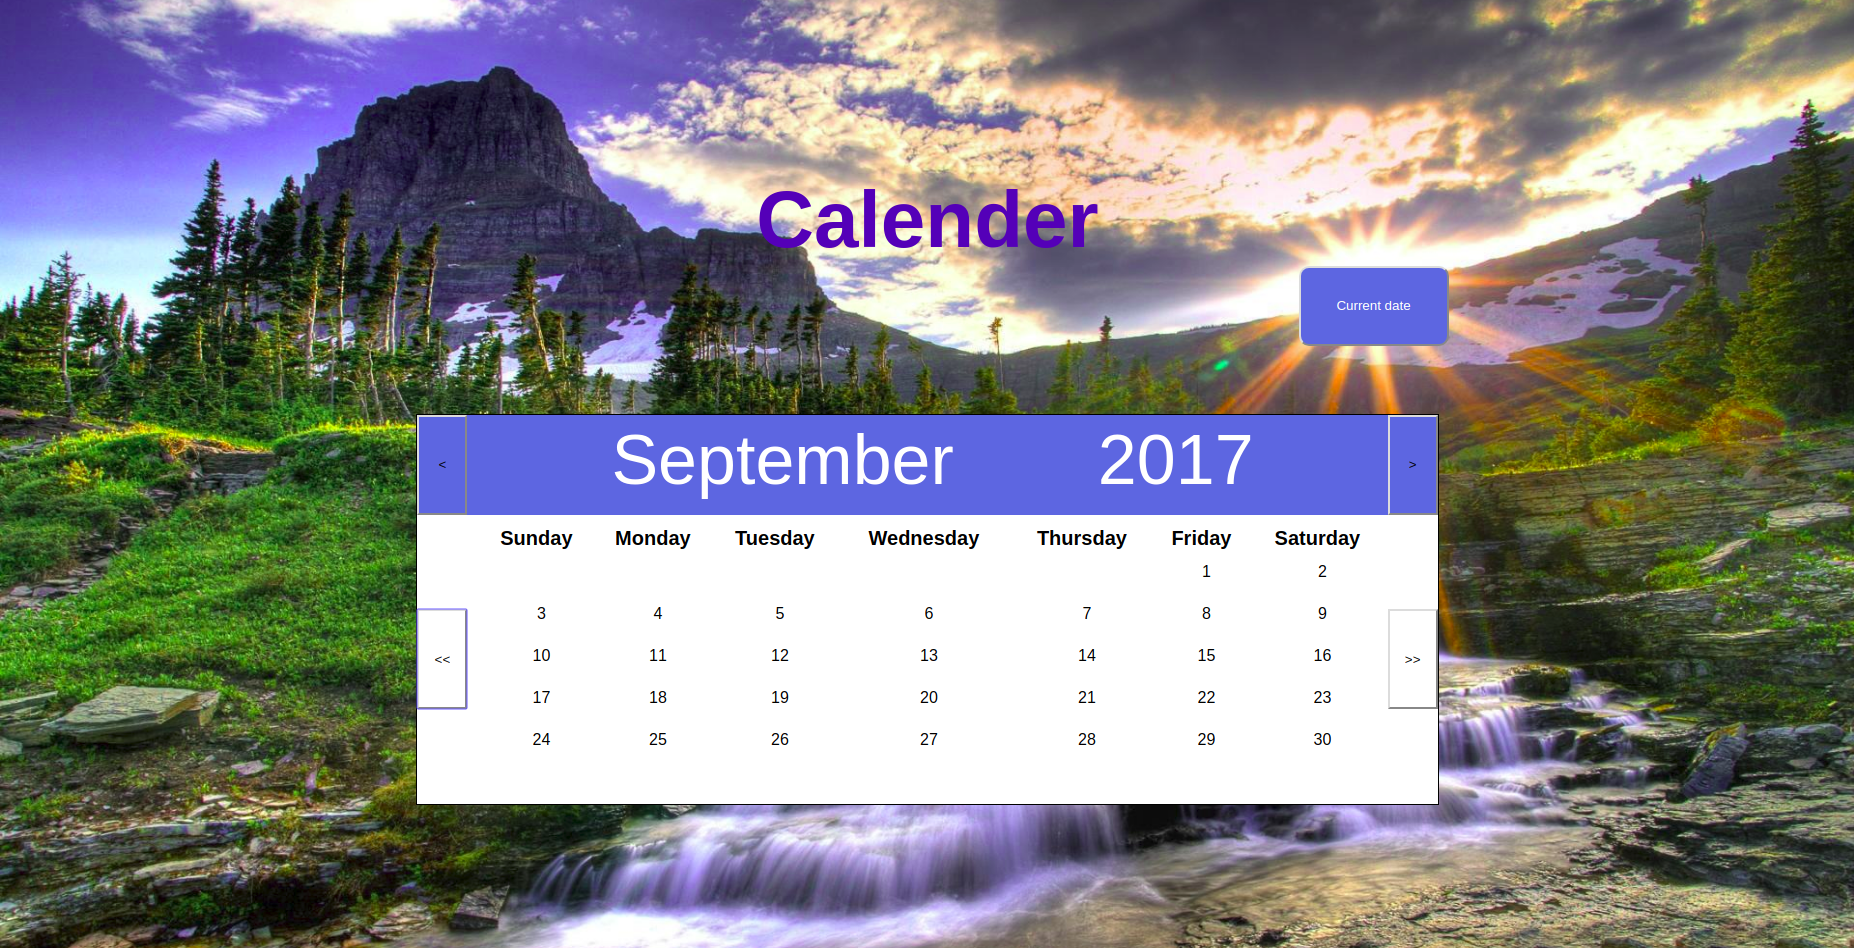 Calender
Current date
< September 2017 >
Sunday Monday Tuesday Wednesday Thursday Friday Saturday
1 2
3 4 5 6 7 8 9
<< 10 11 12 13 14 15 16 >>
17 18 19 20 21 22 23
24 25 26 27 28 29 30